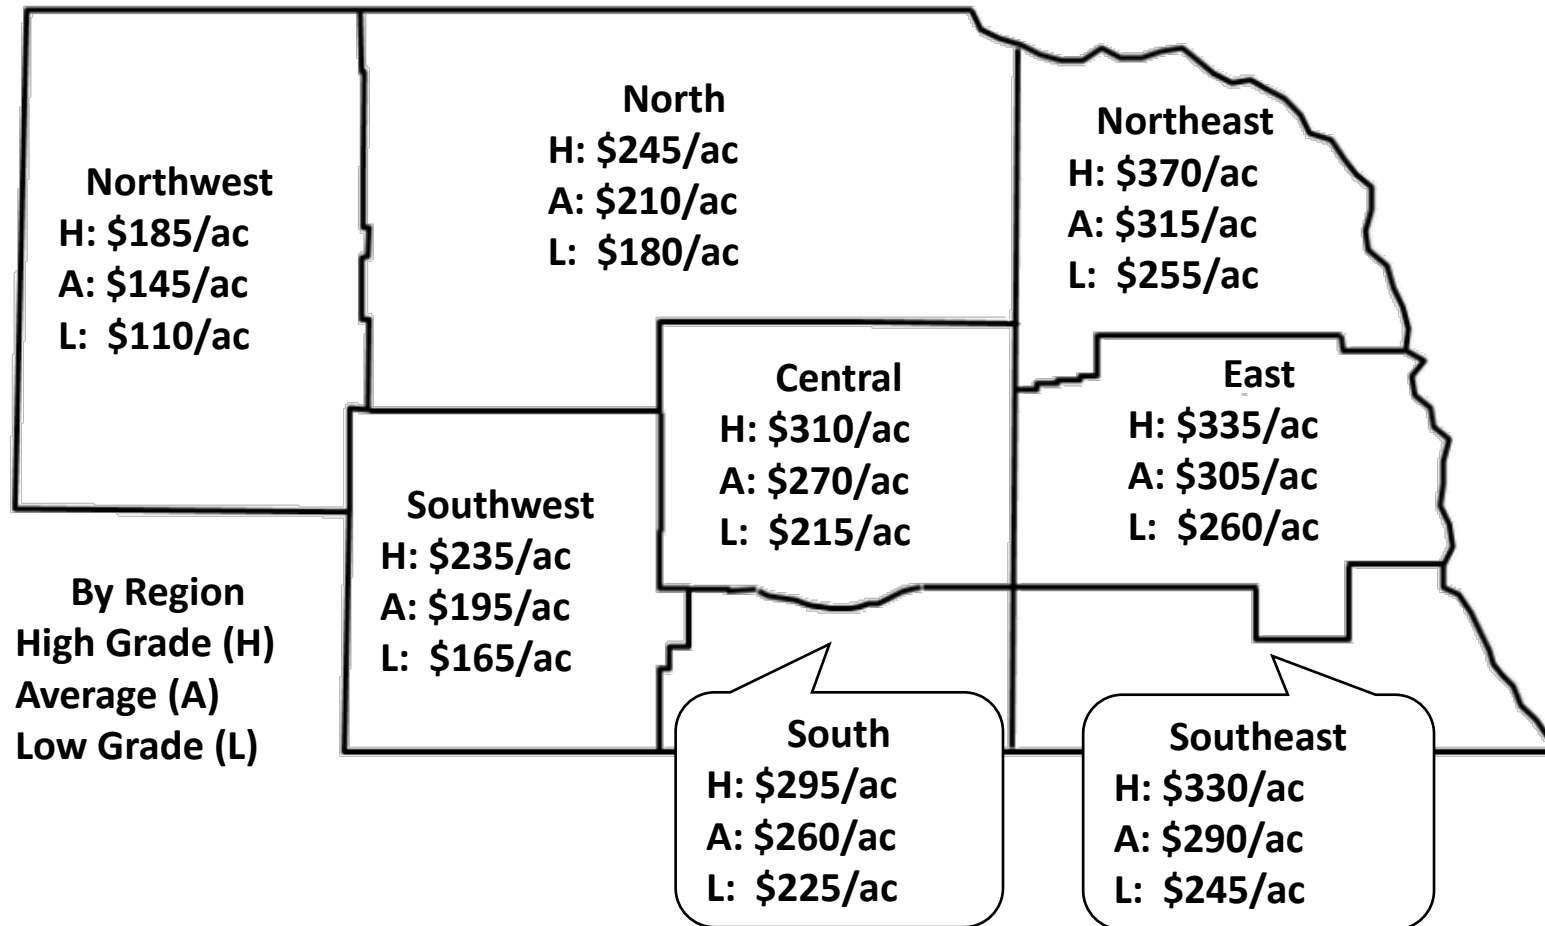 North
H: $245/ac
A: $210/ac
L: $180/ac
Northeast
H: $370/ac
A: $315/ac
L: $255/ac
Northwest
H: $185/ac
A: $145/ac
L: $110/ac
Central
H: $310/ac
A: $270/ac
L: $215/ac
East
H: $335/ac
A: $305/ac
L: $260/ac
Southwest
H: $235/ac
A: $195/ac
L: $165/ac
By Region
High Grade (H)
Average (A)
Low Grade (L)
South
H: $295/ac
A: $260/ac
L: $225/ac
Southeast
H: $330/ac
A: $290/ac
L: $245/ac